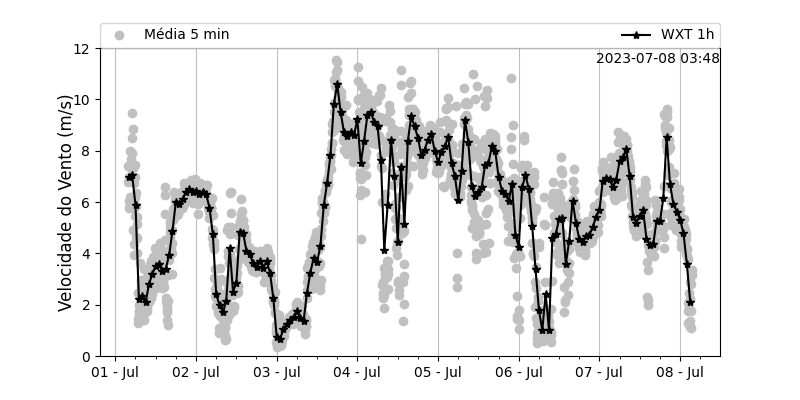 Média 5 min
WXT 1h
2023-07-08 03:48
Velocidade do Vento (m/s)
12
10
8
6
4
2
0
01 - Jul
02 - Jul
03 - Jul
04 - Jul
05 - Jul
06 - Jul
07 - Jul
08 - Jul